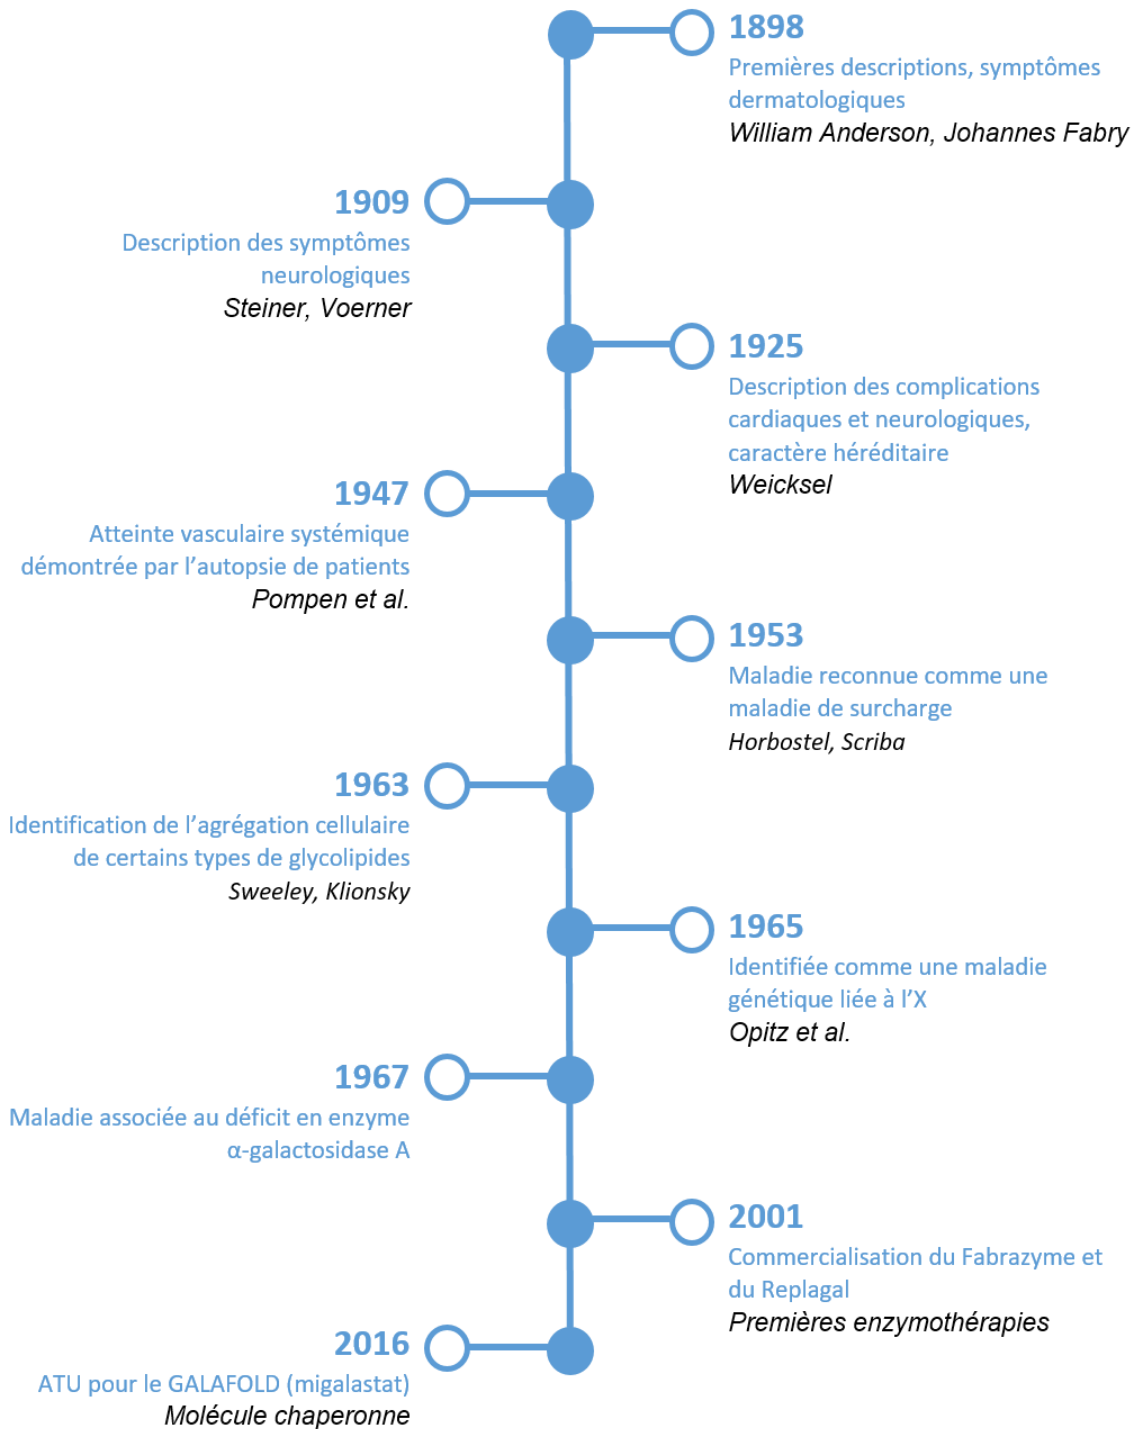 1898
Premières descriptions, symptômes
dermatologiques
William Anderson, Johannes Fabry
1909
Description des symptômes
neurologiques
Steiner, Voerner
1925
Description des complications
cardiaques et neurologiques,
caractère héréditaire
Weicksel
1947
Atteinte vasculaire systémique
démontrée par l’autopsie de patients
Pompen et al.
1953
Maladie reconnue comme une
maladie de surcharge
Horbostel, Scriba
1963
Identification de l’agrégation cellulaire
de certains types de glycolipides
Sweeley, Klionsky
1965
Identifiée comme une maladie
génétique liée à l’X
Opitz et al.
1967
Maladie associée au déficit en enzyme
α-galactosidase A
2001
Commercialisation du Fabrazyme et
du Replagal
Premières enzymothérapies
2016
ATU pour le GALAFOLD (migalastat)
Molécule chaperonne